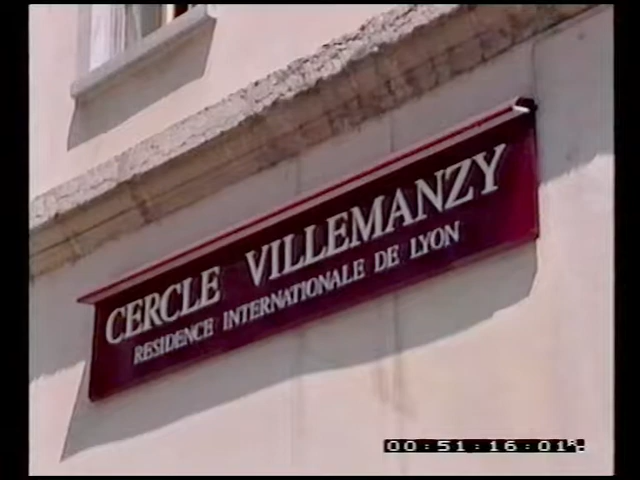 CERCLE VILLEMANZY
RESIDENCE INTERNATIONALE DE LYON
00:51:16:01